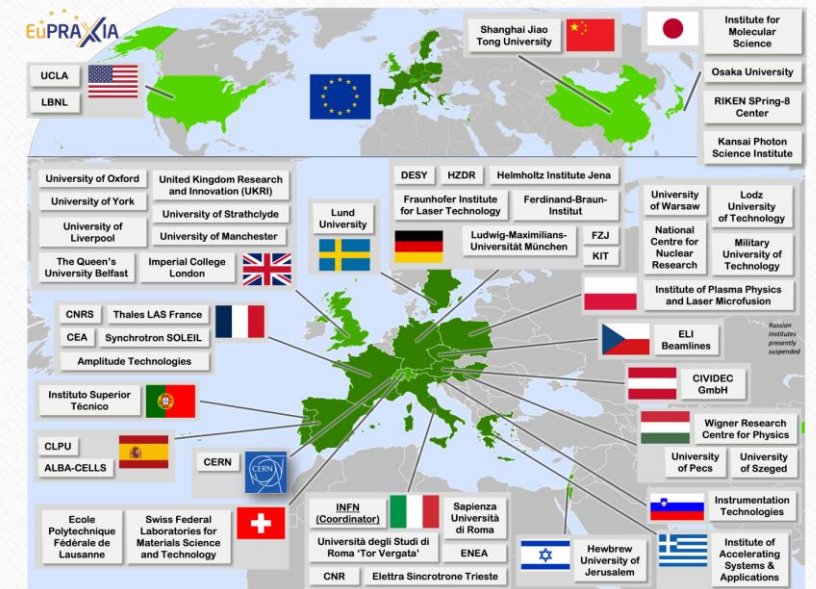 EuPRAXIA
UCLA
LBNL
Shanghai Jiao
Tong University
Institute for
Molecular
Science
Osaka University
RIKEN SPring-8
Center
Kansai Photon
Science Institute
University of Oxford
University of York
University of
Liverpool
The Queen's
University Belfast
United Kingdom Research
and Innovation (UKRI)
University of Strathclyde
University of Manchester
Imperial College
London
Lund
University
DESY
HZDR
Helmholtz Institute Jena
Fraunhofer Institute
for Laser Technology
Ferdinand-Braun-
Institut
Ludwig-Maximilians-
Universität München
FZJ
KIT
University
of Warsaw
Lodz
University
of Technology
National
Centre for
Nuclear
Research
Military
University of
Technology
Institute of Plasma Physics
and Laser Microfusion
CNRS
Thales LAS France
CEA
Synchrotron SOLEIL
Amplitude Technologies
Russian
institutes
presently
suspended
ELI
Beamlines
CIVIDEC
GmbH
Instituto Superior
Técnico
Wigner Research
Centre for Physics
University
of Pecs
University
of Szeged
CLPU
ALBA-CELLS
CERN
CERN
Instrumentation
Technologies
Ecole
Polytechnique
Fédérale de
Lausanne
Swiss Federal
Laboratories for
Materials Science
and Technology
INFN
(Coordinator)
Sapienza
Università
di Roma
Università degli Studi di
Roma 'Tor Vergata'
ENEA
CNR
Elettra Sincrotrone Trieste
Hewbrew
University of
Jerusalem
Institute of
Accelerating
Systems &
Applications